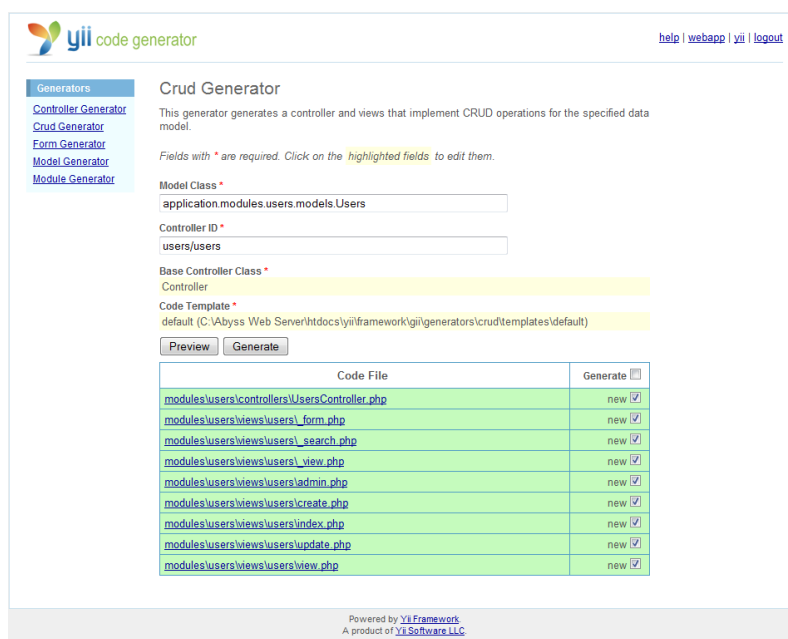 yii code generator
help | webapp | yii | logout
Generators
Controller Generator
Crud Generator
Form Generator
Model Generator
Module Generator
Crud Generator
This generator generates a controller and views that implement CRUD operations for the specified data
model.
Fields with * are required. Click on the highlighted fields to edit them.
Model Class *
application.modules.users.models.Users
Controller ID *
users/users
Base Controller Class *
Controller
Code Template *
default (C:\Abyss Web Server\htdocs\yii\framework\gii\generators\crud\templates\default)
Preview Generate
Code File Generate
modules\users\controllers\UsersController.php new
modules\users\views\users\_form.php new
modules\users\views\users\_search.php new
modules\users\views\users\_view.php new
modules\users\views\users\admin.php new
modules\users\views\users\create.php new
modules\users\views\users\index.php new
modules\users\views\users\update.php new
modules\users\views\users\view.php new
Powered by Yii Framework.
A product of Yii Software LLC.